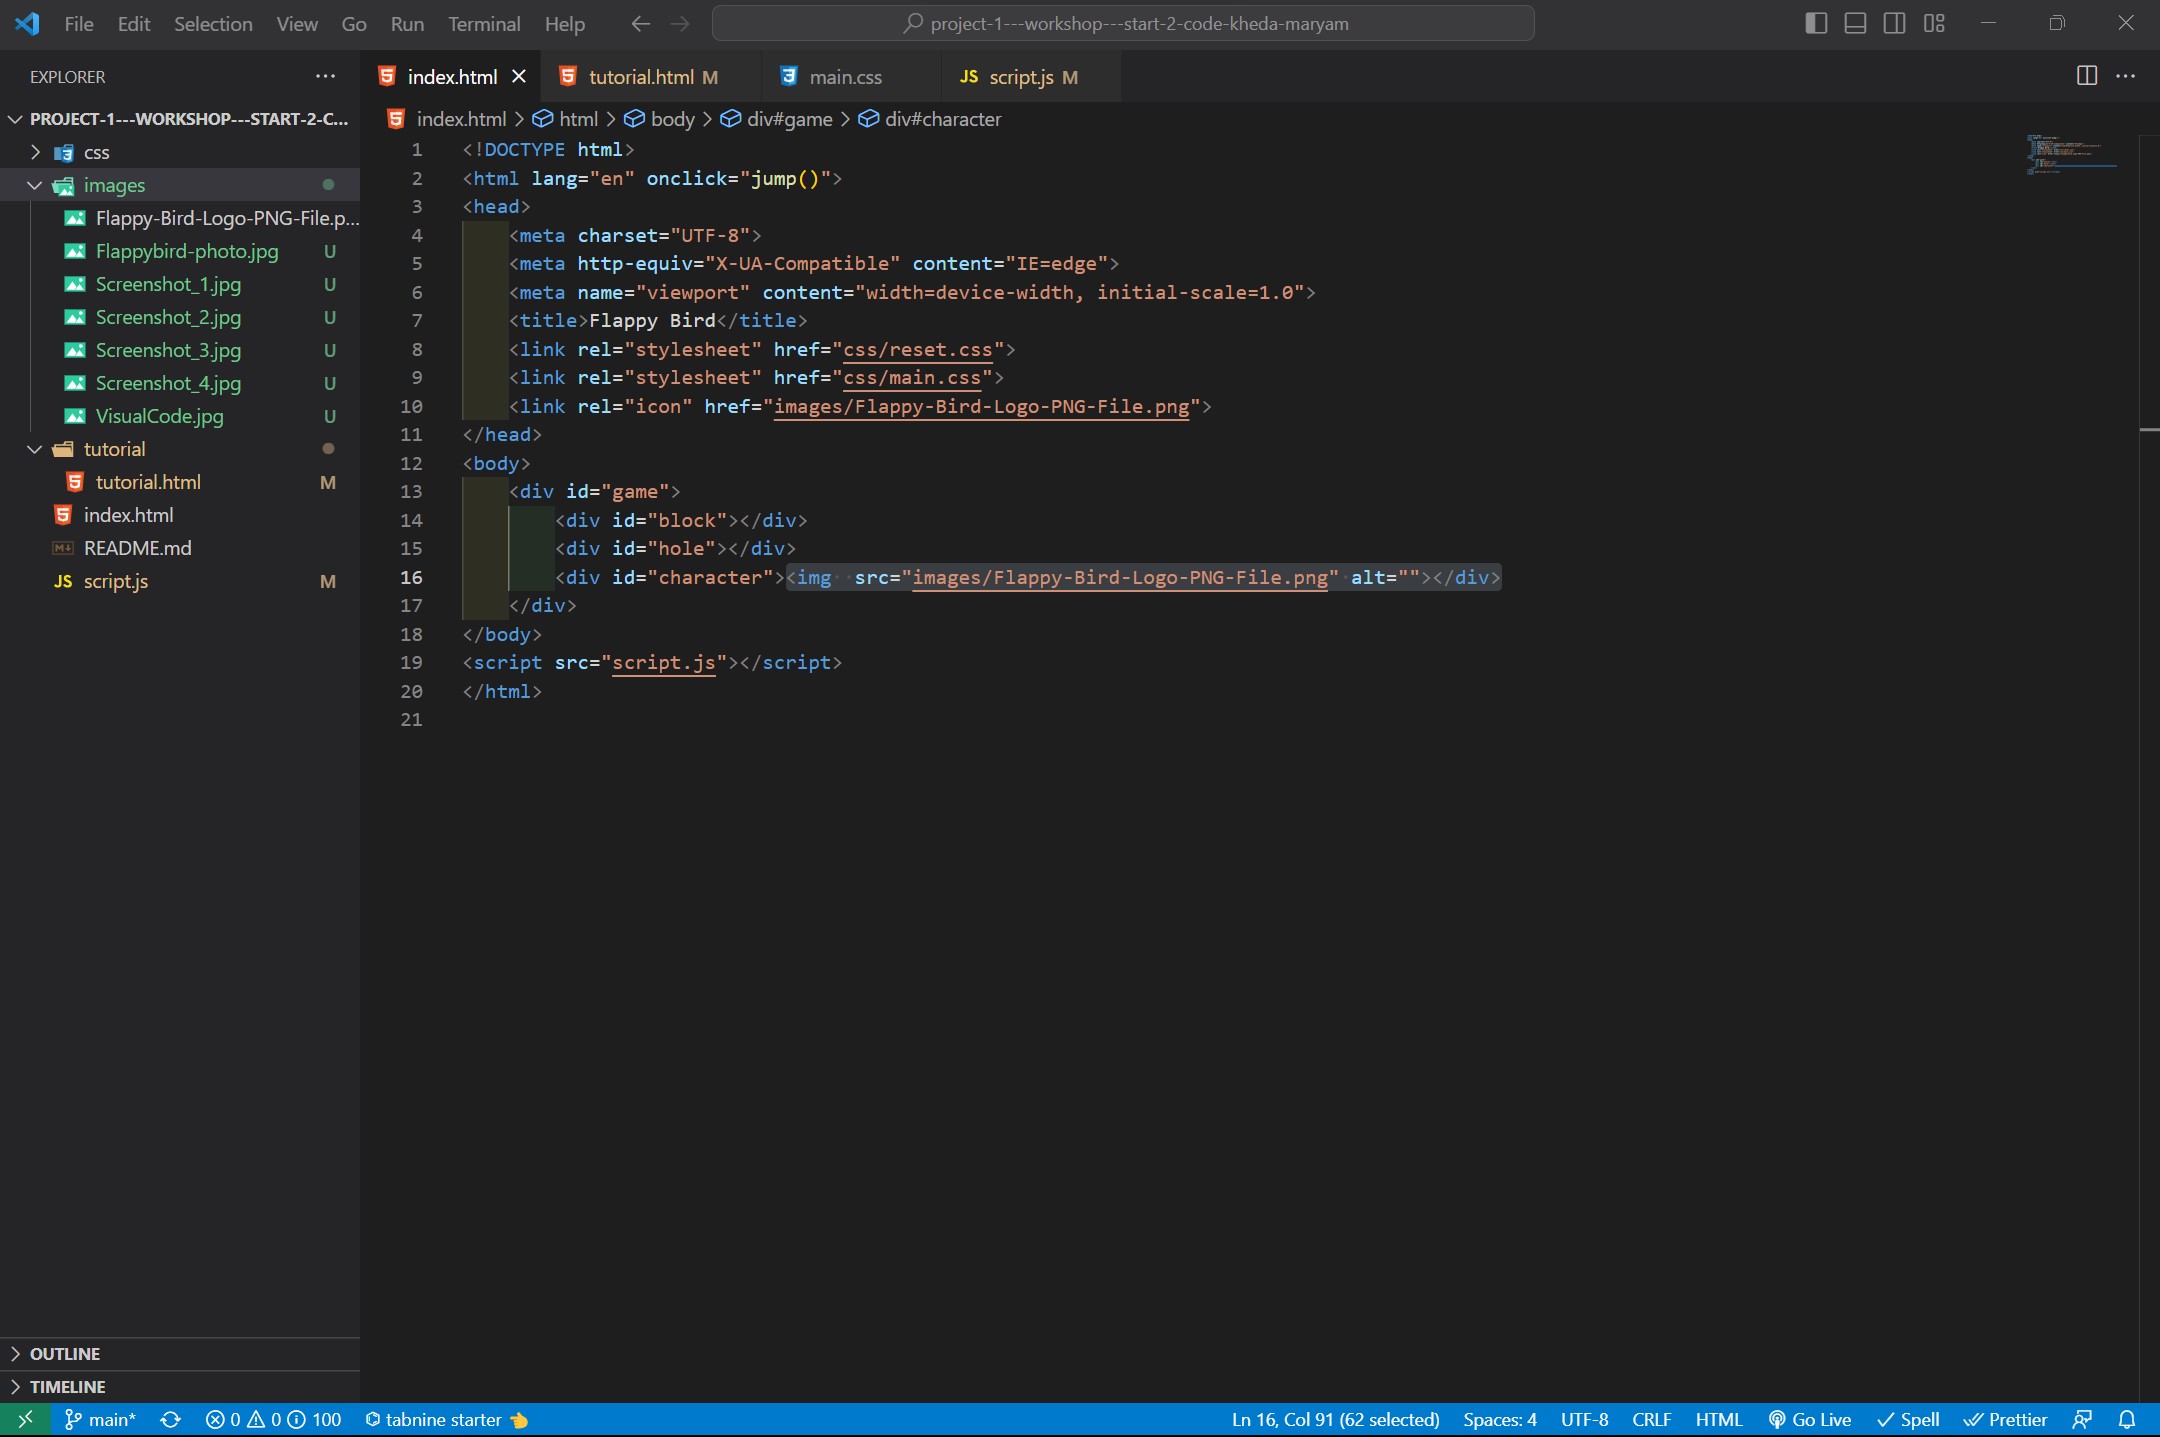 File Edit Selection View Go Run Terminal Help project-1---workshop---start-2-code-kheda-maryam
EXPLORER
PROJECT-1---WORKSHOP---START-2-C...
css
images
Flappy-Bird-Logo-PNG-File.p...
Flappybird-photo.jpg U
Screenshot_1.jpg U
Screenshot_2.jpg U
Screenshot_3.jpg U
Screenshot_4.jpg U
VisualCode.jpg U
tutorial
tutorial.html M
index.html
README.md
JS script.js M
OUTLINE
TIMELINE
index.html tutorial.html M main.css JS script.js M
index.html > html > body > div#game > div#character
1 <!DOCTYPE html>
2 <html lang="en" onclick="jump()">
3 <head>
4 <meta charset="UTF-8">
5 <meta http-equiv="X-UA-Compatible" content="IE=edge">
6 <meta name="viewport" content="width=device-width, initial-scale=1.0">
7 <title>Flappy Bird</title>
8 <link rel="stylesheet" href="css/reset.css">
9 <link rel="stylesheet" href="css/main.css">
10 <link rel="icon" href="images/Flappy-Bird-Logo-PNG-File.png">
11 </head>
12 <body>
13 <div id="game">
14 <div id="block"></div>
15 <div id="hole"></div>
16 <div id="character"><img  src="images/Flappy-Bird-Logo-PNG-File.png" alt=""></div>
17 </div>
18 </body>
19 <script src="script.js"></script>
20 </html>
21
main* 0 0 100 tabnine starter Ln 16, Col 91 (62 selected) Spaces: 4 UTF-8 CRLF HTML Go Live Spell Prettier